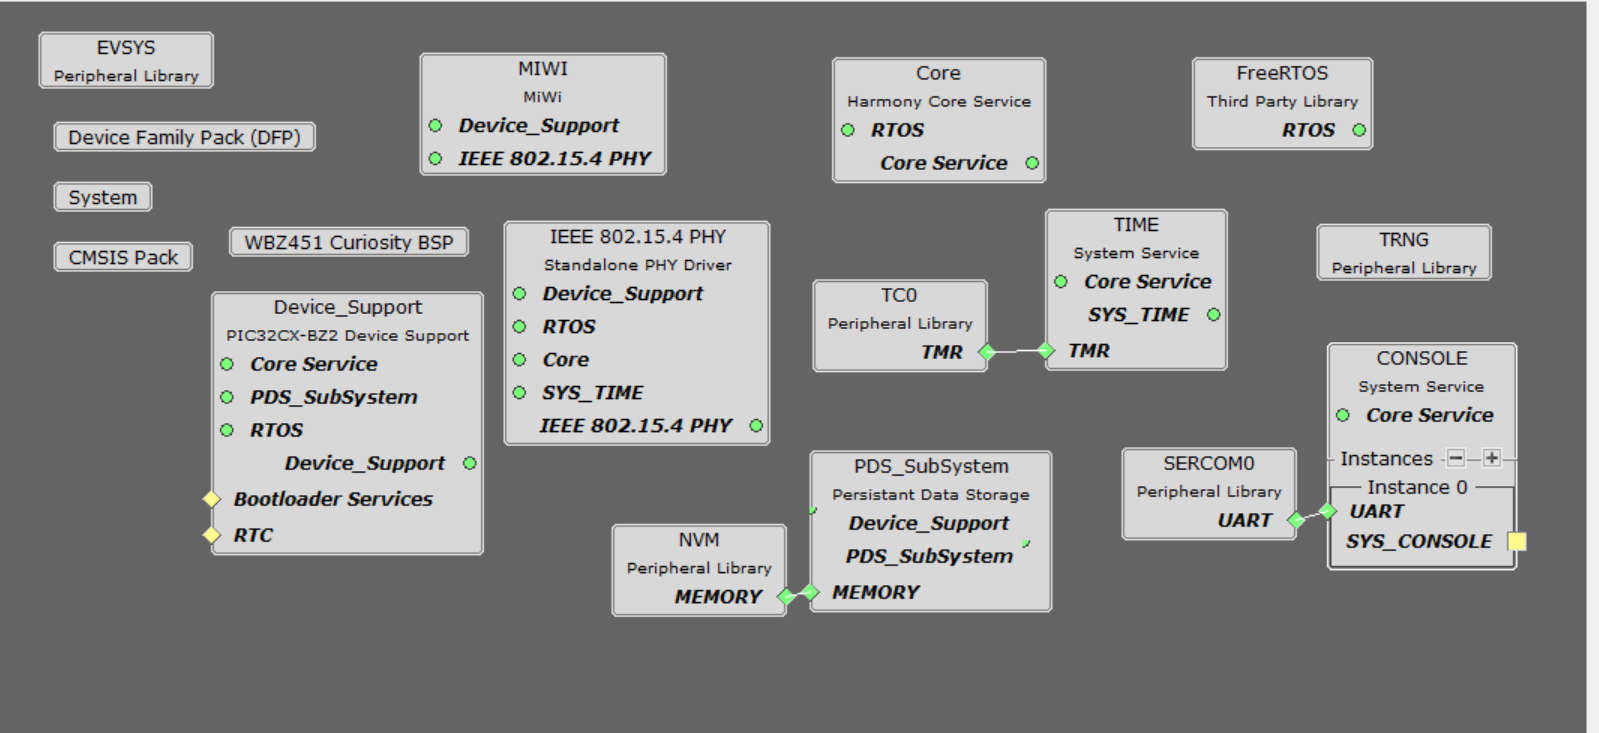 EVSYS
Peripheral Library
Device Family Pack (DFP)
System
CMSIS Pack
WBZ451 Curiosity BSP
MIWI
MiWi
Device_Support
IEEE 802.15.4 PHY
Core
Harmony Core Service
RTOS
Core Service
FreeRTOS
Third Party Library
RTOS
Device_Support
PIC32CX-BZ2 Device Support
Core Service
PDS_SubSystem
RTOS
Device_Support
Bootloader Services
RTC
IEEE 802.15.4 PHY
Standalone PHY Driver
Device_Support
RTOS
Core
SYS_TIME
IEEE 802.15.4 PHY
TC0
Peripheral Library
TMR
TIME
System Service
Core Service
SYS_TIME
TMR
TRNG
Peripheral Library
NVM
Peripheral Library
MEMORY
PDS_SubSystem
Persistant Data Storage
Device_Support
PDS_SubSystem
MEMORY
SERCOM0
Peripheral Library
UART
CONSOLE
System Service
Core Service
Instances
Instance 0
UART
SYS_CONSOLE